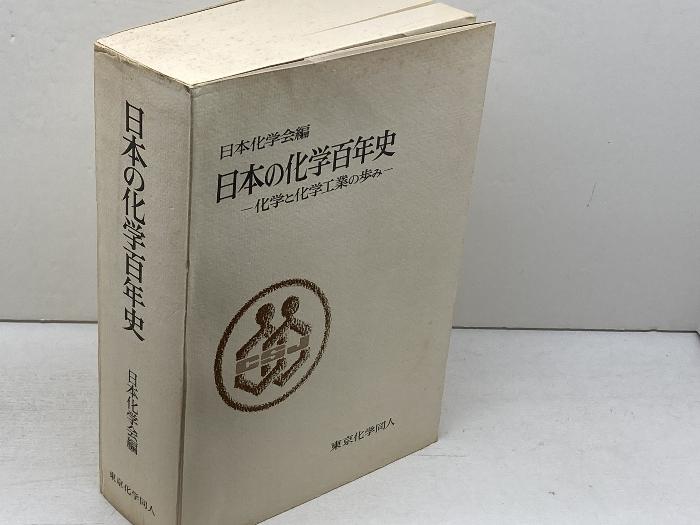 日本の化学百年史
日本化学会編
東京化学同人
日本化学会編
日本の化学百年史
―化学と化学工業の歩み―
CSJ
東京化学同人